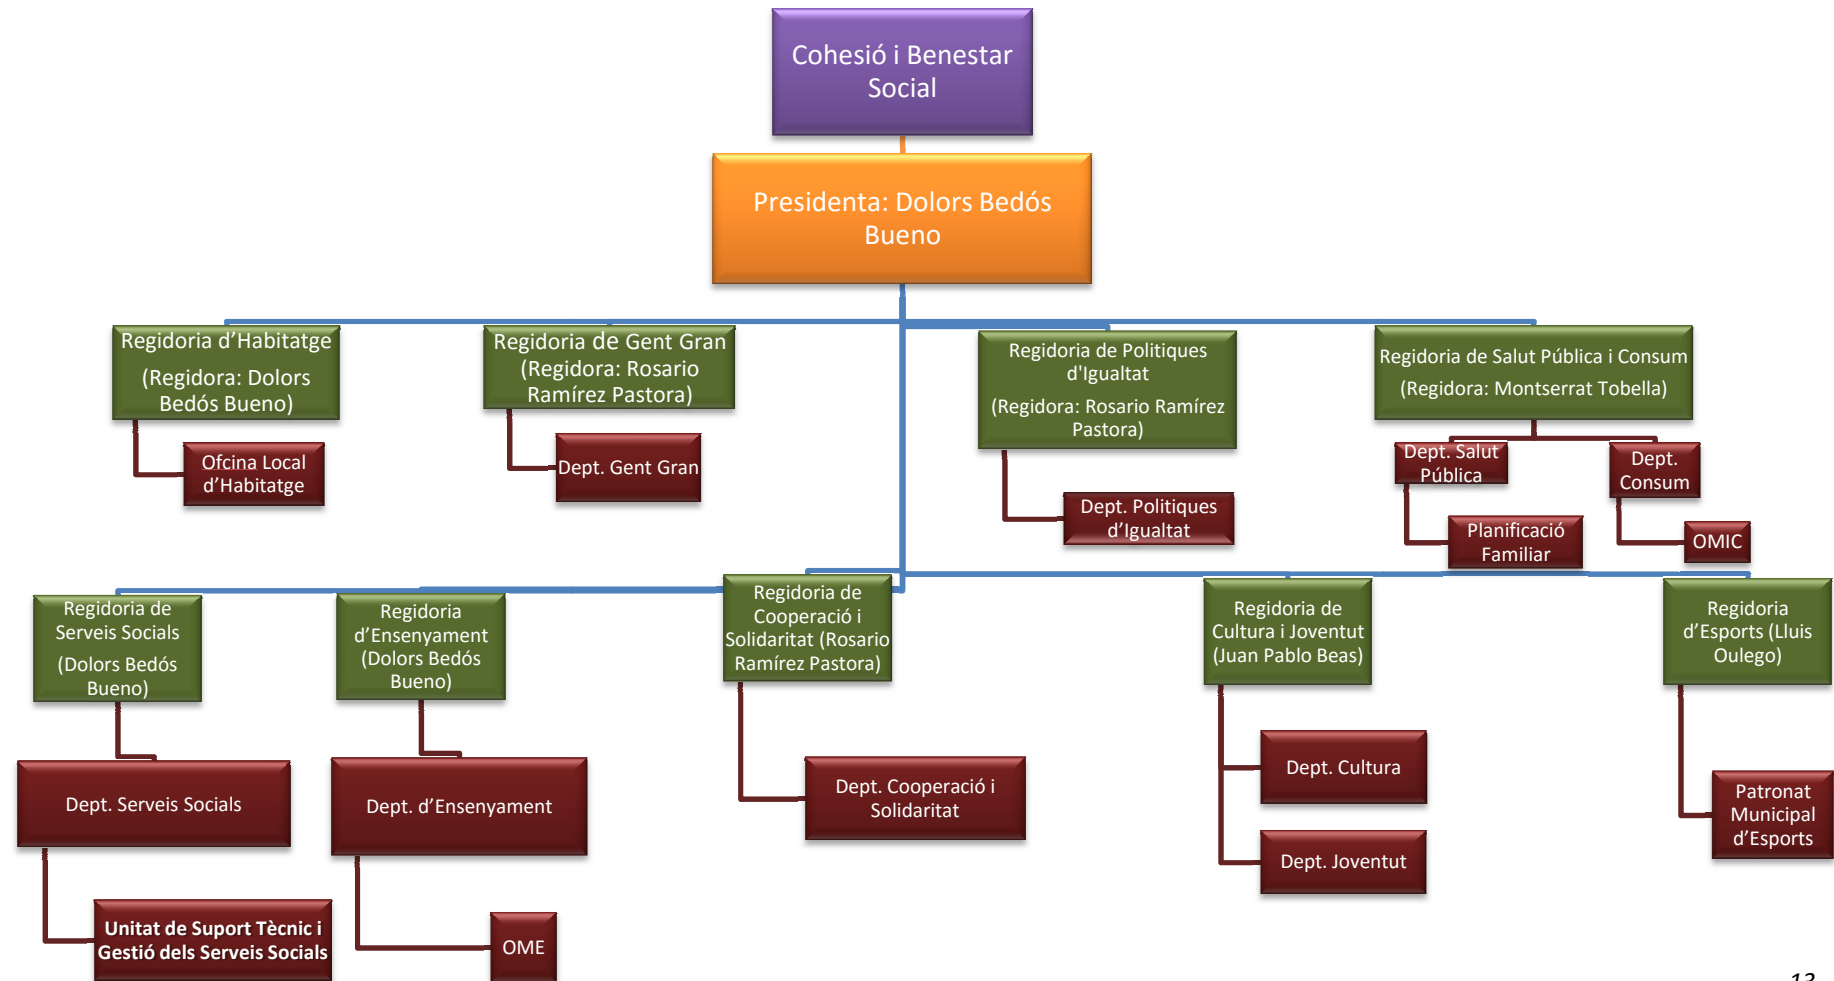 Cohesió i Benestar
Social
Presidenta: Dolors Bedós
Bueno
Regidoria d’Habitatge
(Regidora: Dolors
Bedós Bueno)
Regidoria de Gent Gran
(Regidora: Rosario
Ramírez Pastora)
Regidoria de Politiques
d'Igualtat
(Regidora: Rosario Ramírez
Pastora)
Regidoria de Salut Pública i Consum
(Regidora: Montserrat Tobella)
Ofcina Local
d’Habitatge
Dept. Gent Gran
Dept. Politiques
d’Igualtat
Dept. Salut
Pública
Dept.
Consum
Planificació
Familiar
OMIC
Regidoria de
Serveis Socials
(Dolors Bedós
Bueno)
Regidoria
d’Ensenyament
(Dolors Bedós
Bueno)
Regidoria de
Cooperació i
Solidaritat (Rosario
Ramírez Pastora)
Regidoria de
Cultura i Joventut
(Juan Pablo Beas)
Regidoria
d’Esports (Lluis
Oulego)
Dept. Serveis Socials
Dept. d’Ensenyament
Dept. Cooperació i
Solidaritat
Dept. Cultura
Dept. Joventut
Patronat
Municipal
d’Esports
Unitat de Suport Tècnic i
Gestió dels Serveis Socials
OME
13